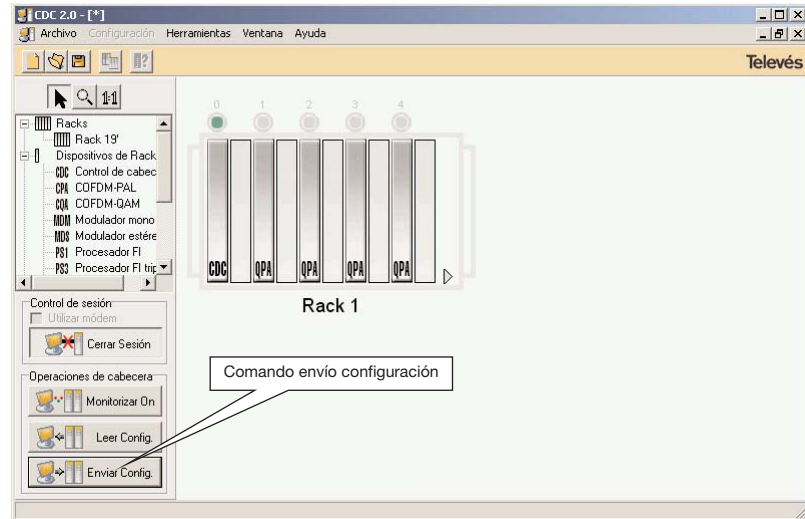 CDC 2.0 - [*]
Archivo Configuración Herramientas Ventana Ayuda
Televés
1:1
Racks
Rack 19'
Dispositivos de Rack
CDC Control de cabec
CPA COFDM-PAL
CQA COFDM-QAM
MDM Modulador mono
MDS Modulador estére
PS1 Procesador FI
PS3 Procesador FI trip
Control de sesión
Utilizar módem
Cerrar Sesión
Operaciones de cabecera
Monitorizar On
Leer Config.
Enviar Config.
0 1 2 3 4
CDC QPA QPA QPA QPA
Rack 1
Comando envío configuración